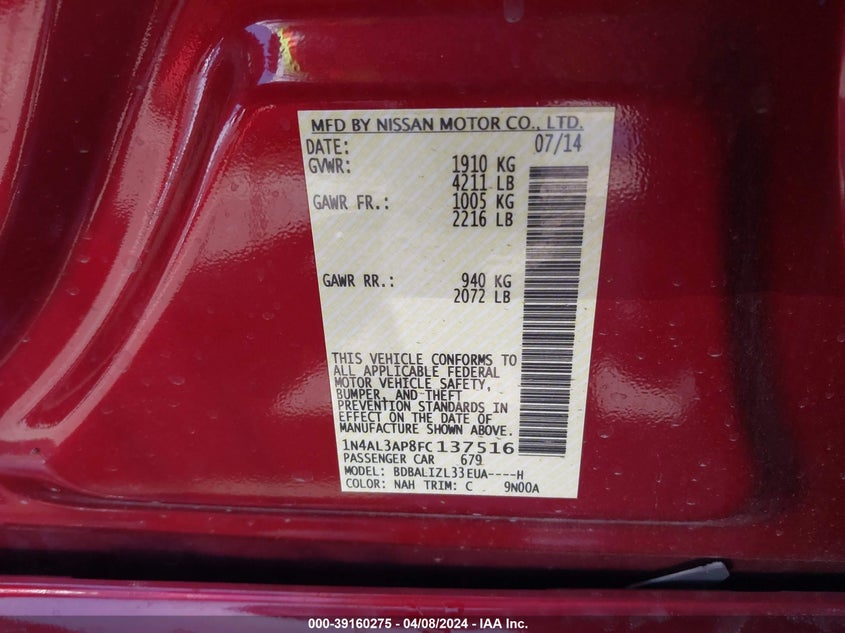 MFD BY NISSAN MOTOR CO., LTD.
DATE: 07/14
GVWR: 1910 KG
4211 LB
GAWR FR.: 1005 KG
2216 LB
GAWR RR.: 940 KG
2072 LB
THIS VEHICLE CONFORMS TO
ALL APPLICABLE FEDERAL
MOTOR VEHICLE SAFETY,
BUMPER, AND THEFT
PREVENTION STANDARDS IN
EFFECT ON THE DATE OF
MANUFACTURE SHOWN ABOVE.
1N4AL3AP8FC137516
PASSENGER CAR 679
MODEL: BDBALIZL33EUA----H
COLOR: NAH TRIM: C 9N00A
000-39160275 - 04/08/2024 - IAA Inc.